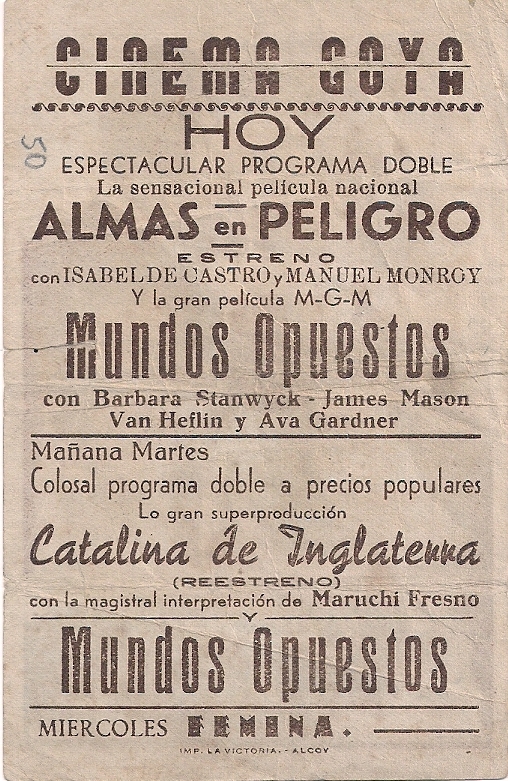 CINEMA GOYA
HOY
50
ESPECTACULAR PROGRAMA DOBLE
La sensacional película nacional
ALMAS en PELIGRO
ESTRENO
con ISABEL DE CASTRO y MANUEL MONROY
Y la gran película M-G-M
Mundos Opuestos
con Barbara Stanwyck - James Mason
Van Heflin y Ava Gardner
Mañana Martes
Colosal programa doble a precios populares
Lo gran superproducción
Catalina de Inglaterra
(REESTRENO)
con la magistral interpretación de Maruchi Fresno
Y
Mundos Opuestos
MIERCOLES FEMINA.
IMP. LA VICTORIA. - ALCOY